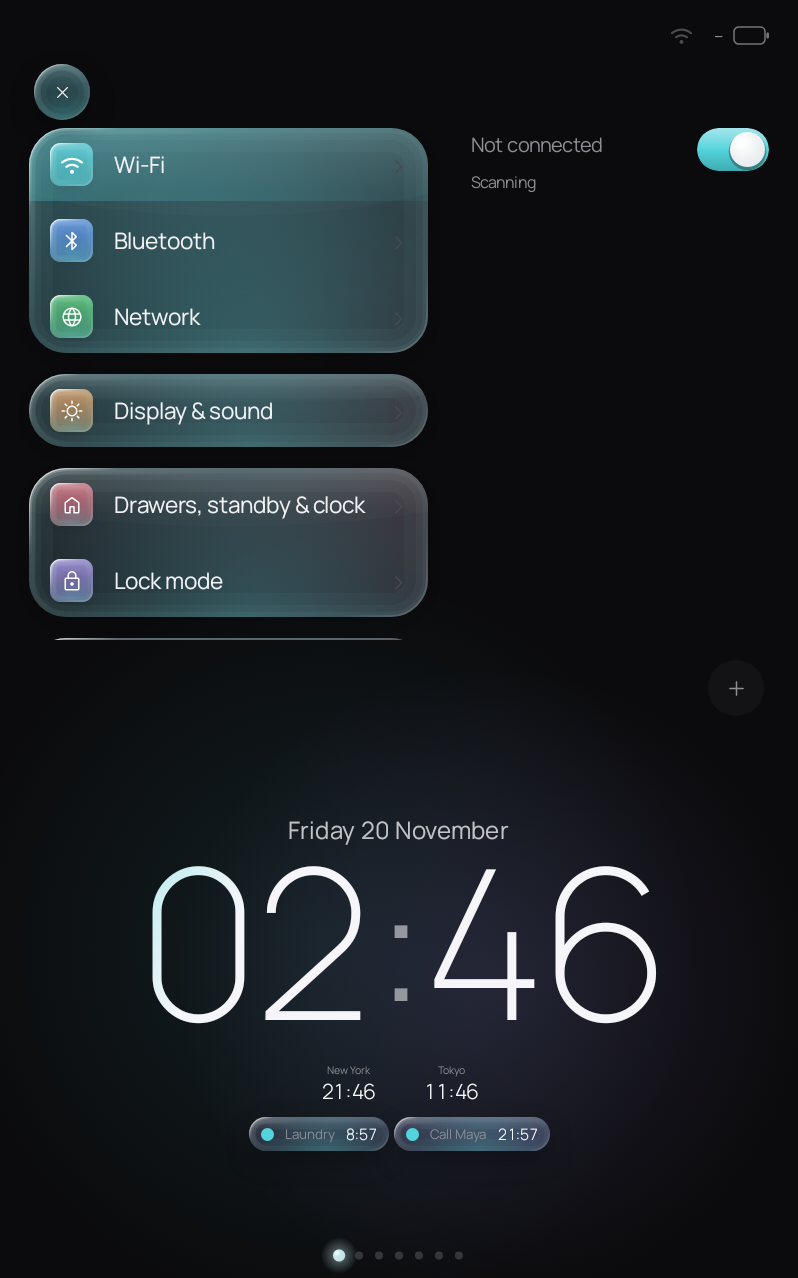 –
Wi-Fi
Not connected
Scanning
Bluetooth
Network
Display & sound
Drawers, standby & clock
Lock mode
Friday 20 November
02:46
New York
Tokyo
21:46
11:46
Laundry 8:57
Call Maya 21:57